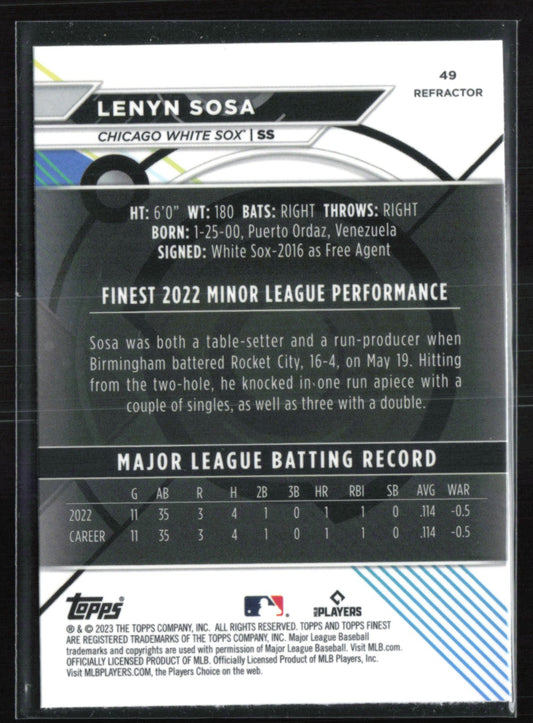 49
REFRACTOR
LENYN SOSA
CHICAGO WHITE SOX | SS
HT: 6'0" WT: 180 BATS: RIGHT THROWS: RIGHT
BORN: 1-25-00, Puerto Ordaz, Venezuela
SIGNED: White Sox-2016 as Free Agent
FINEST 2022 MINOR LEAGUE PERFORMANCE
Sosa was both a table-setter and a run-producer when
Birmingham battered Rocket City, 16-4, on May 19. Hitting
from the two-hole, he knocked in one run apiece with a
couple of singles, as well as three with a double.
MAJOR LEAGUE BATTING RECORD
G AB R H 2B 3B HR RBI SB AVG WAR
2022 11 35 3 4 1 0 1 1 0 .114 -0.5
CAREER 11 35 3 4 1 0 1 1 0 .114 -0.5
Topps
PLAYERS
® & © 2023 THE TOPPS COMPANY, INC. ALL RIGHTS RESERVED. TOPPS AND TOPPS FINEST
ARE REGISTERED TRADEMARKS OF THE TOPPS COMPANY, INC. Major League Baseball
trademarks and copyrights are used with permission of Major League Baseball. Visit MLB.com.
OFFICIALLY LICENSED PRODUCT OF MLB. Officially Licensed Product of MLB Players, Inc.
Visit MLBPLAYERS.COM, the Players Choice on the web.